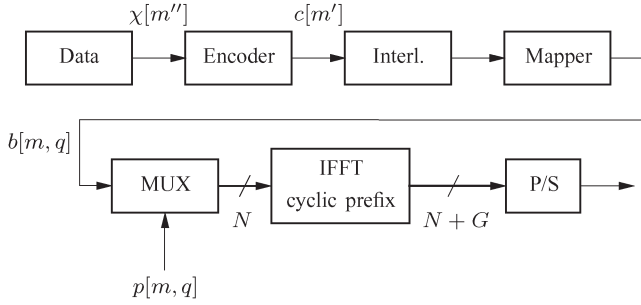 χ[m'']
c[m']
Data
Encoder
Interl.
Mapper
b[m, q]
MUX
IFFT
cyclic prefix
P/S
N
N + G
p[m, q]